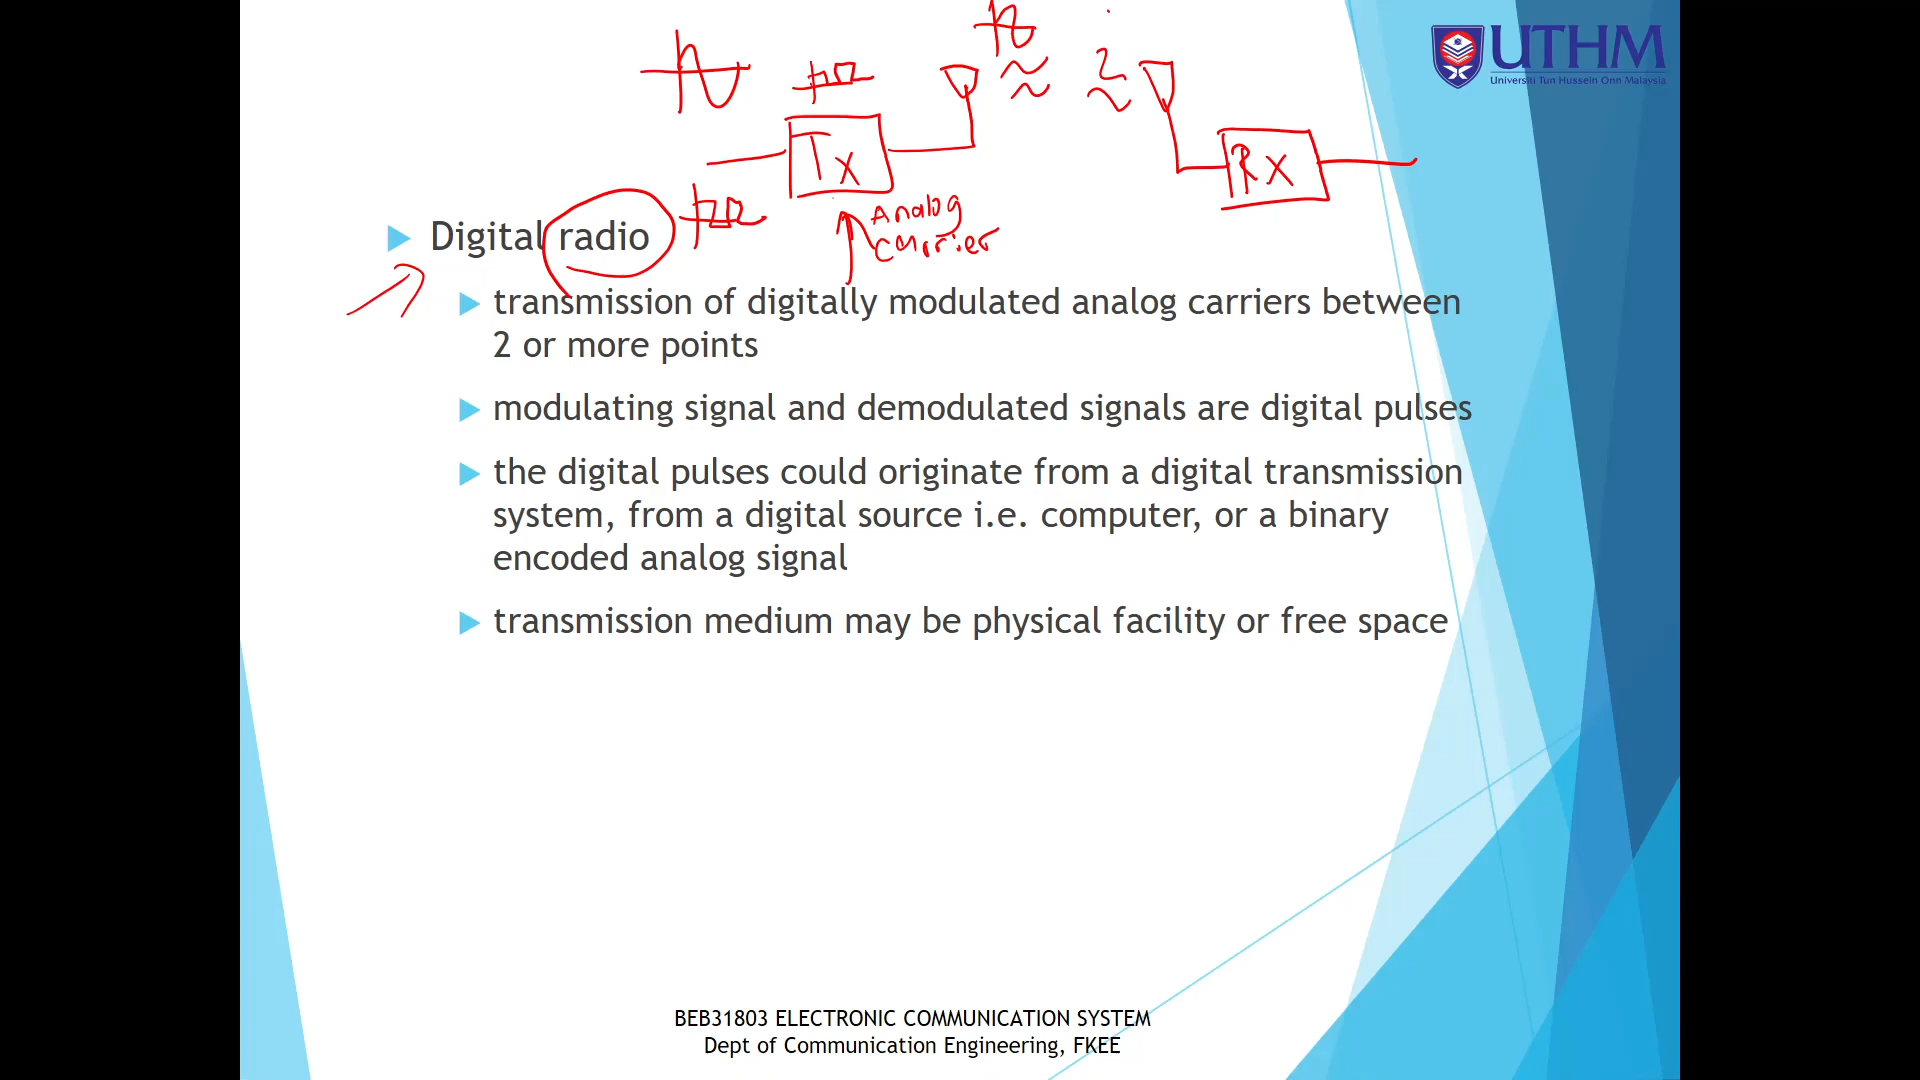 UTHM
Universiti Tun Hussein Onn Malaysia
Tx
Rx
Analog
Carrier
Digital radio
transmission of digitally modulated analog carriers between
2 or more points
modulating signal and demodulated signals are digital pulses
the digital pulses could originate from a digital transmission
system, from a digital source i.e. computer, or a binary
encoded analog signal
transmission medium may be physical facility or free space
BEB31803 ELECTRONIC COMMUNICATION SYSTEM
Dept of Communication Engineering, FKEE